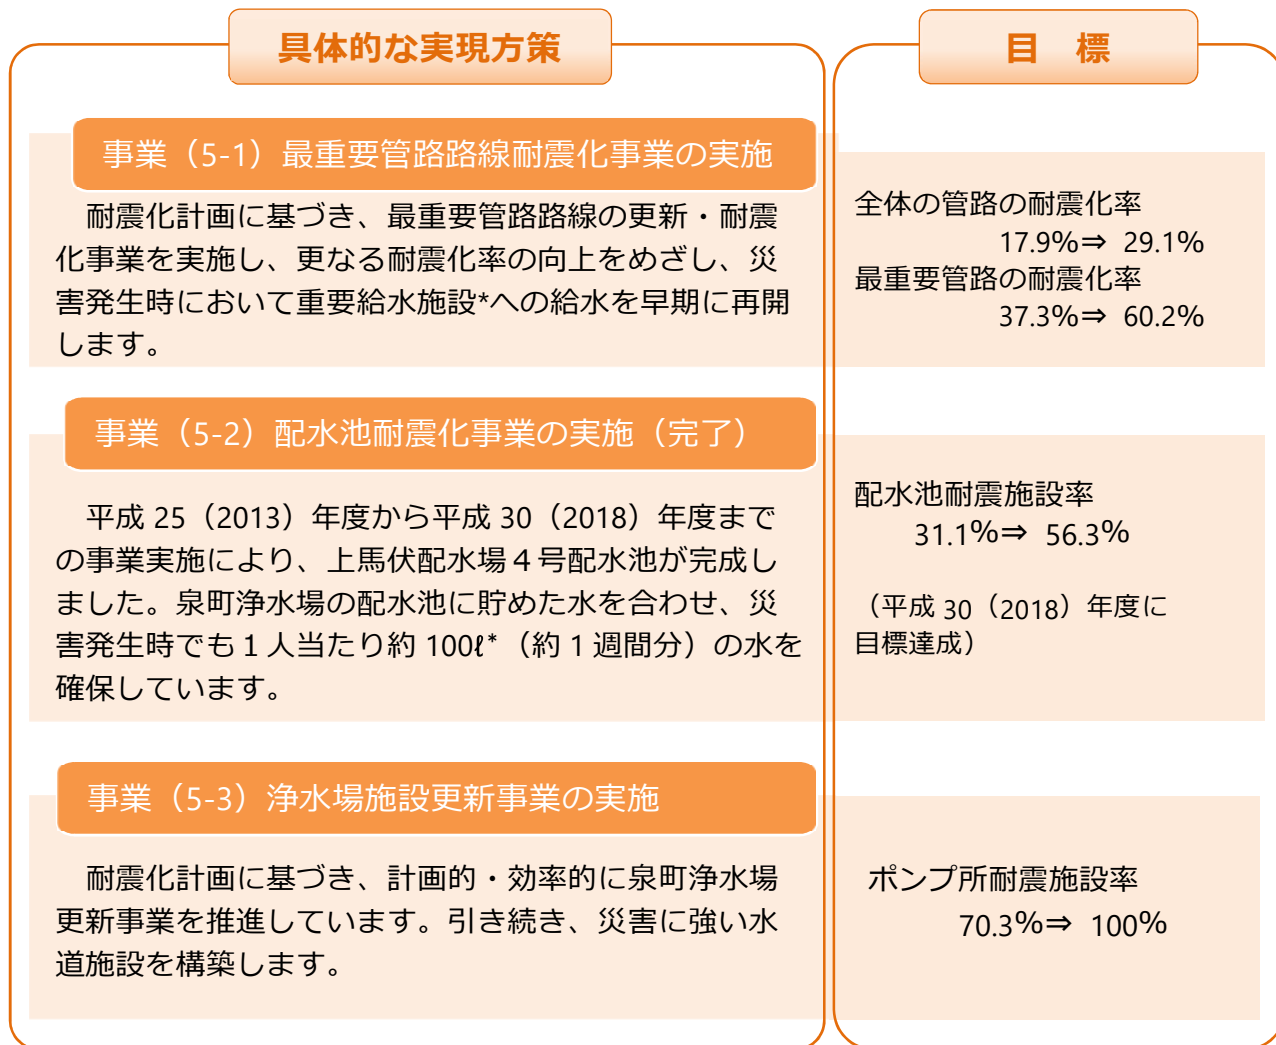 具体的な実現方策
事業（5-1）最重要管路路線耐震化事業の実施
耐震化計画に基づき、最重要管路路線の更新・耐震
化事業を実施し、更なる耐震化率の向上をめざし、災
害発生時において重要給水施設*への給水を早期に再開
します。
事業（5-2）配水池耐震化事業の実施（完了）
平成 25（2013）年度から平成 30（2018）年度まで
の事業実施により、上馬伏配水場４号配水池が完成し
ました。泉町浄水場の配水池に貯めた水を合わせ、災
害発生時でも１人当たり約 100ℓ*（約１週間分）の水を
確保しています。
事業（5-3）浄水場施設更新事業の実施
耐震化計画に基づき、計画的・効率的に泉町浄水場
更新事業を推進しています。引き続き、災害に強い水
道施設を構築します。
目　標
全体の管路の耐震化率
17.9%⇒ 29.1%
最重要管路の耐震化率
37.3%⇒ 60.2%
配水池耐震施設率
31.1%⇒ 56.3%
（平成 30（2018）年度に
目標達成）
ポンプ所耐震施設率
70.3%⇒ 100%